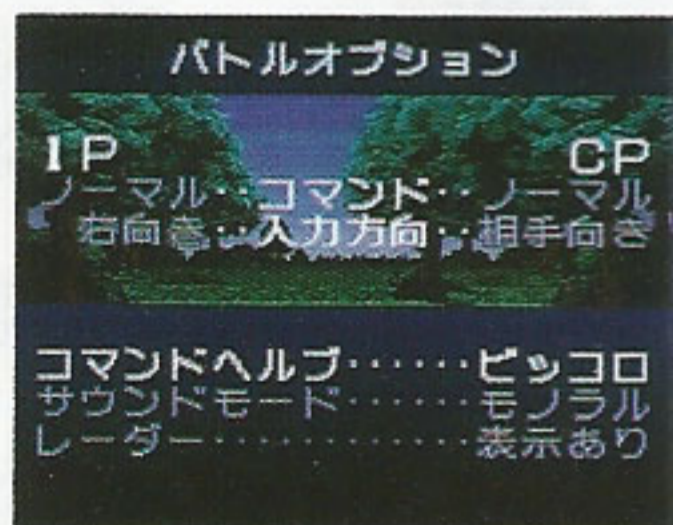 バトルオプション
1P CP
ノーマル‥コマンド‥ノーマル
右向き‥入力方向‥相手向き
コマンドヘルプ‥‥‥ピッコロ
サウンドモード‥‥‥モノラル
レーダー‥‥‥‥‥‥表示あり